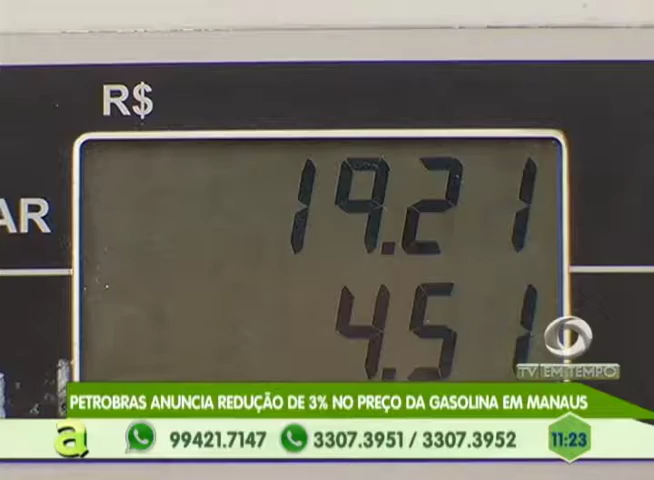 R$
AR
19.21
4.51
TV EM TEMPO
PETROBRAS ANUNCIA REDUÇÃO DE 3% NO PREÇO DA GASOLINA EM MANAUS
a 99421.7147 3307.3951 / 3307.3952 11:23